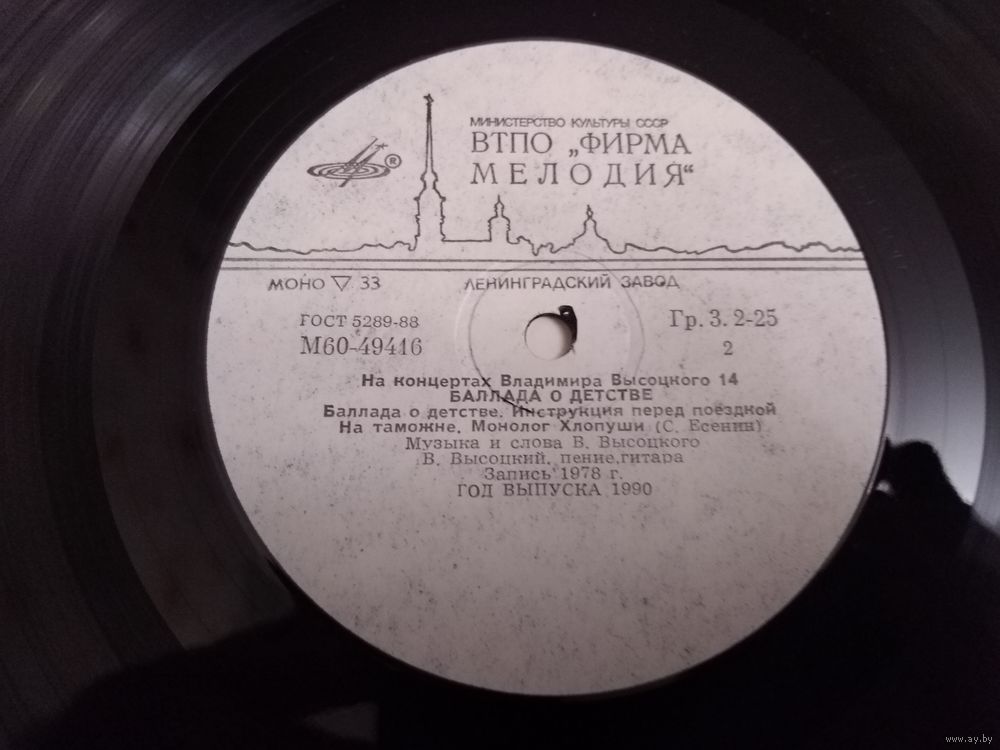 МИНИСТЕРСТВО КУЛЬТУРЫ СССР
ВТПО „ФИРМА
МЕЛОДИЯ“
®
МОНО ▽ 33
ЛЕНИНГРАДСКИЙ ЗАВОД
ГОСТ 5289-88
Гр. 3. 2-25
М60-49416
2
На концертах Владимира Высоцкого 14
БАЛЛАДА О ДЕТСТВЕ
Баллада о детстве. Инструкция перед поездкой
На таможне. Монолог Хлопуши (С. Есенин)
Музыка и слова В. Высоцкого
В. Высоцкий, пение, гитара
Запись 1978 г.
ГОД ВЫПУСКА 1990
www.ay.by